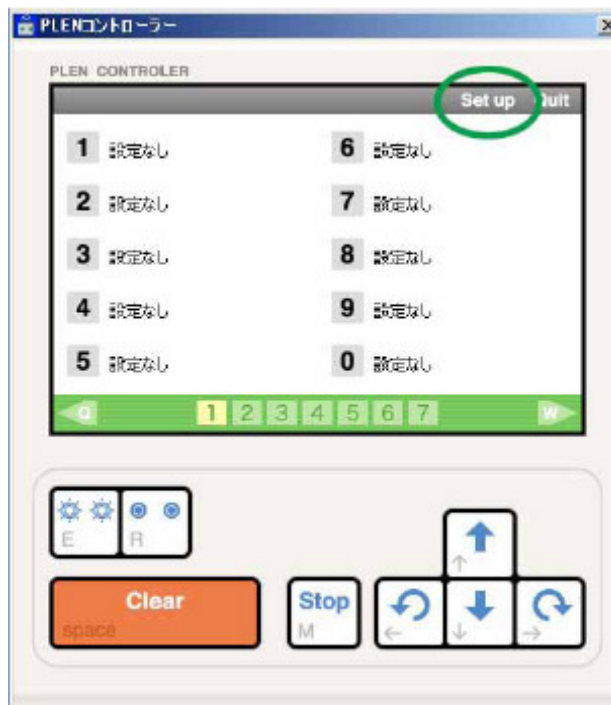 PLENコントローラー
PLEN CONTROLER
Set up Quit
1 設定なし 6 設定なし
2 設定なし 7 設定なし
3 設定なし 8 設定なし
4 設定なし 9 設定なし
5 設定なし 0 設定なし
Q 1 2 3 4 5 6 7 W
E R
↑
Clear Stop
space M ← ↓ →